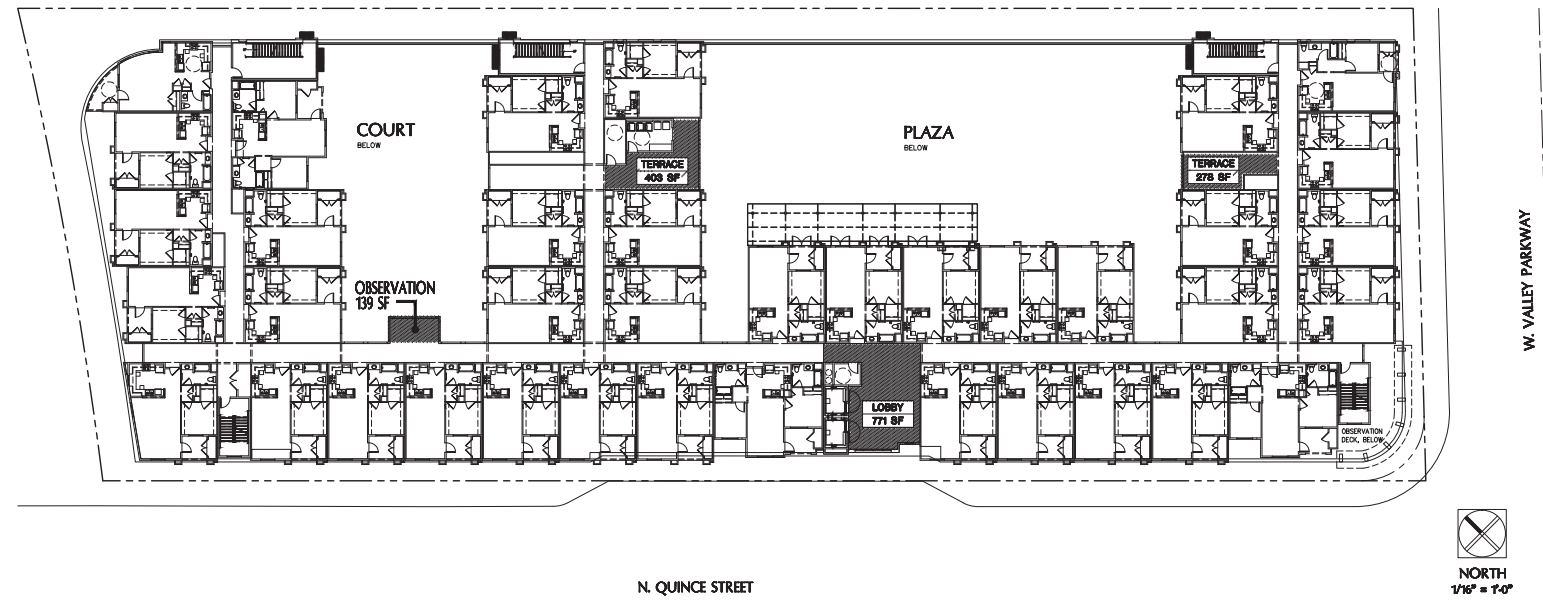 COURT
BELOW
PLAZA
BELOW
TERRACE
403 SF
TERRACE
278 SF
OBSERVATION
139 SF
LOBBY
771 SF
OBSERVATION
DECK, BELOW
W. VALLEY PARKWAY
N. QUINCE STREET
NORTH
1/16" = 1'-0"